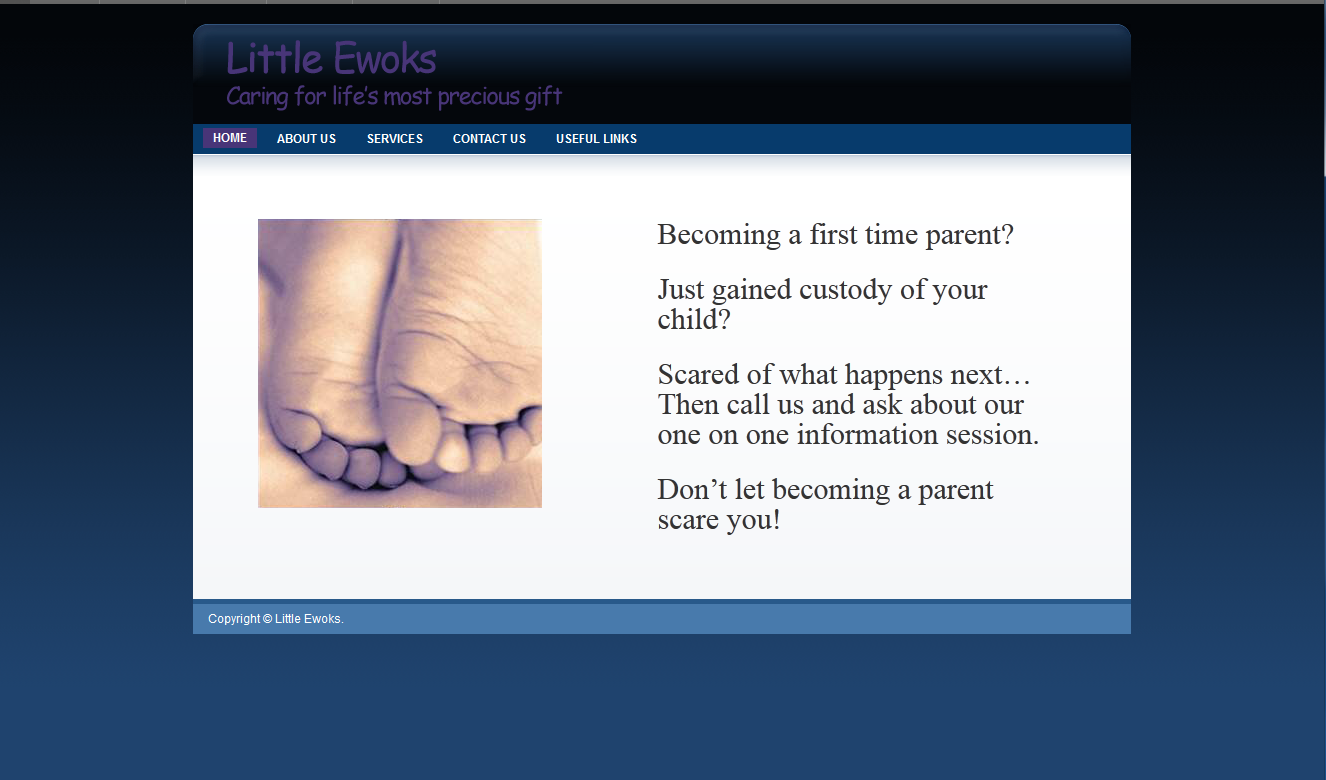 Little Ewoks
Caring for life's most precious gift
HOME ABOUT US SERVICES CONTACT US USEFUL LINKS
Becoming a first time parent?
Just gained custody of your
child?
Scared of what happens next…
Then call us and ask about our
one on one information session.
Don’t let becoming a parent
scare you!
Copyright © Little Ewoks.